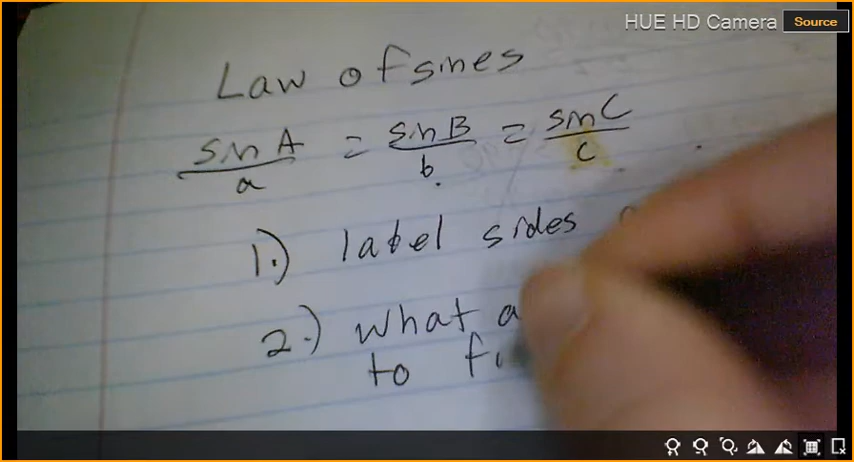 HUE HD Camera Source
Law of sines
sin A / a = sin B / b = sin C / c
1.) label sides
2.) what a
to f